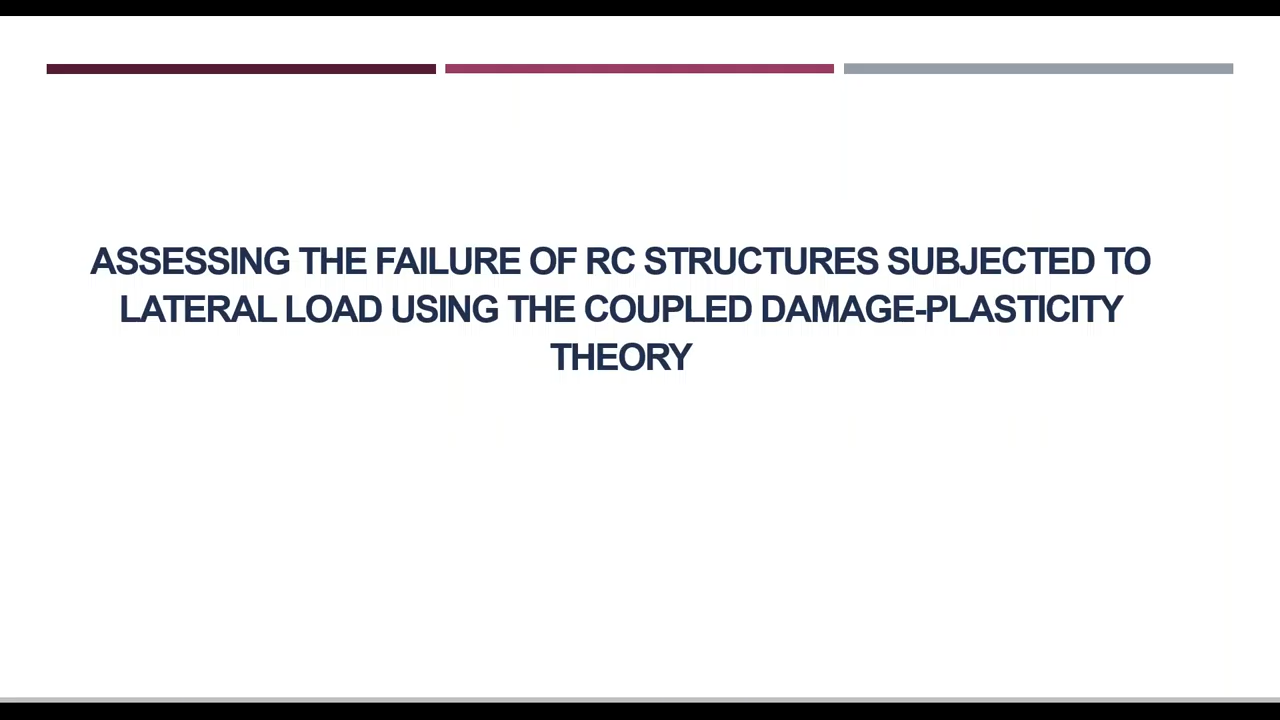 ASSESSING THE FAILURE OF RC STRUCTURES SUBJECTED TO
LATERAL LOAD USING THE COUPLED DAMAGE-PLASTICITY
THEORY